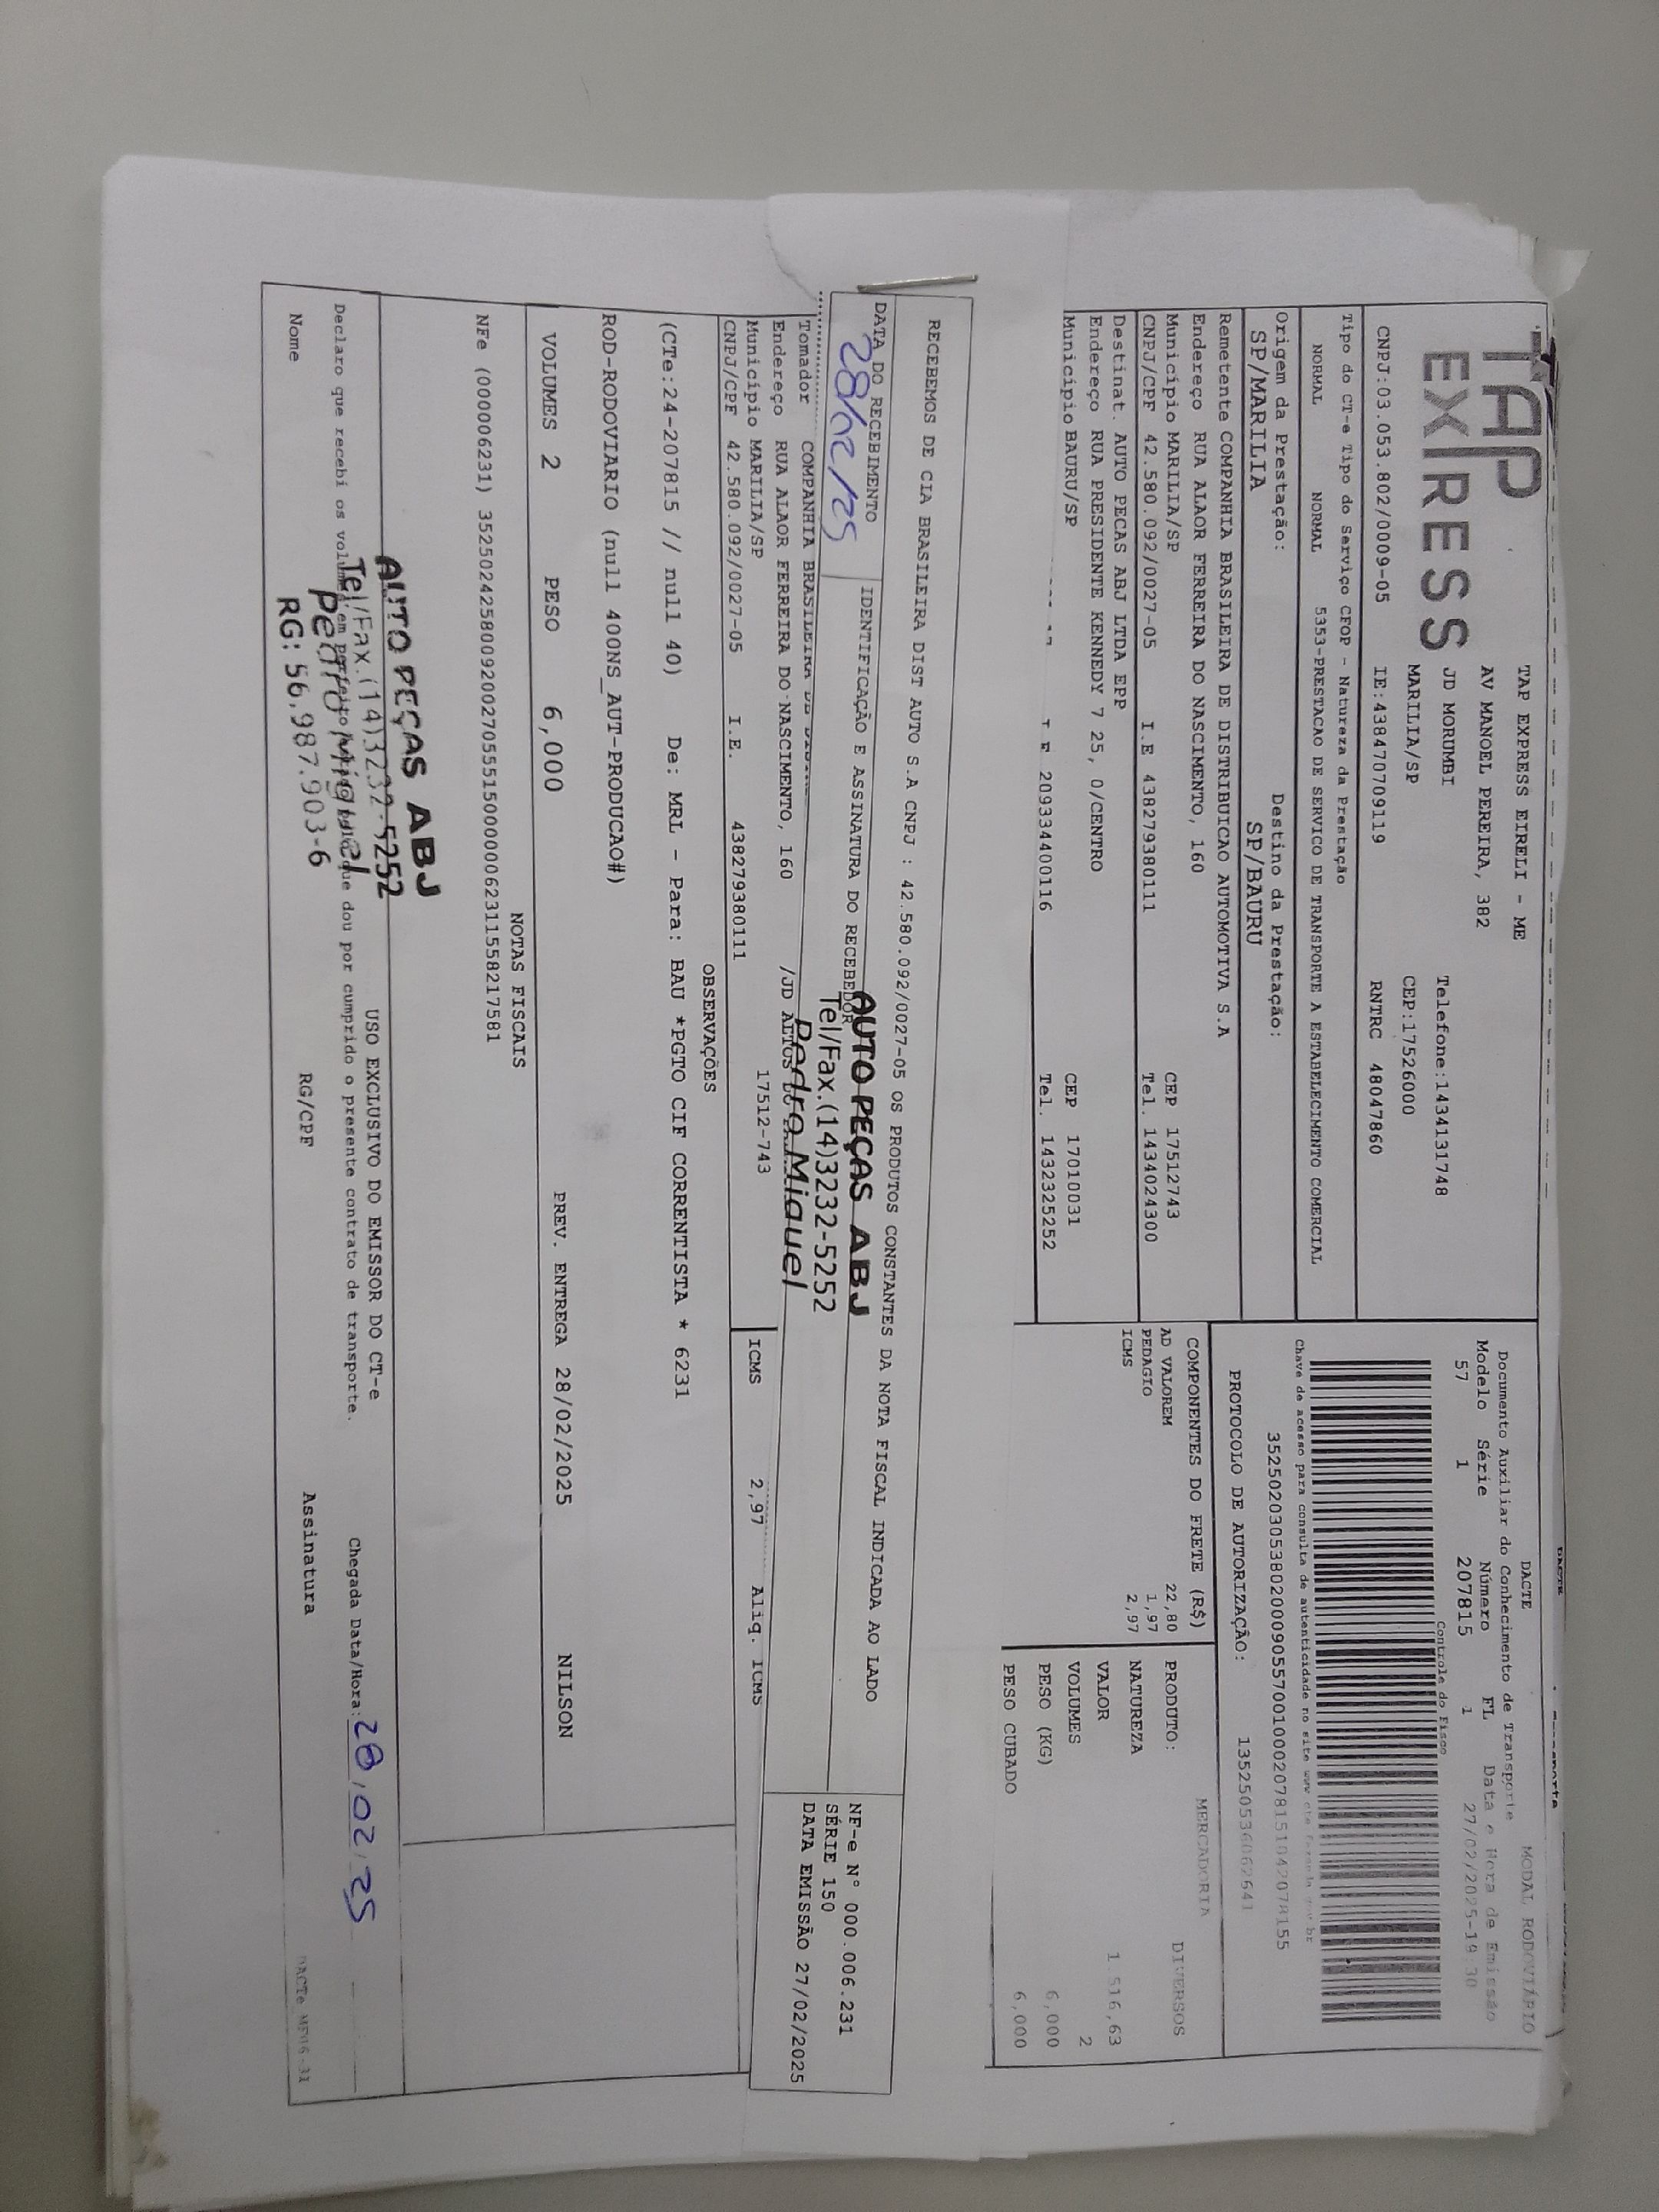 TAP
EXPRESS
TAP EXPRESS EIRELI - ME
AV MANOEL PEREIRA, 382
JD MORUMBI Telefone:1434131748
MARILIA/SP CEP:17526000
CNPJ:03.053.802/0009-05 IE:438470709119 RNTRC 48047860
DACTE MODAL RODOVIÁRIO
Documento Auxiliar do Conhecimento de Transporte
Modelo Série Número FL Data e Hora de Emissão
57 1 207815 1 27/02/2025-19:30
Controle do Fisco
Tipo do CT-e Tipo do Serviço CFOP - Natureza da Prestação
NORMAL NORMAL 5353-PRESTACAO DE SERVICO DE TRANSPORTE A ESTABELECIMENTO COMERCIAL
Chave de acesso para consulta de autenticidade no site
35250203053802000905570010002078151042078155
Origem da Prestação: Destino da Prestação:
SP/MARILIA SP/BAURU
PROTOCOLO DE AUTORIZAÇÃO:
Remetente COMPANHIA BRASILEIRA DE DISTRIBUICAO AUTOMOTIVA S.A
Endereço RUA ALAOR FERREIRA DO NASCIMENTO, 160
Município MARILIA/SP CEP 17512743
CNPJ/CPF 42.580.092/0027-05 I.E 438279380111 Tel. 1434024300
Destinat. AUTO PECAS ABJ LTDA EPP
Endereço RUA PRESIDENTE KENNEDY 7 25, 0/CENTRO
Municipio BAURU/SP CEP 17010031
209334400116 Tel. 1432325252
COMPONENTES DO FRETE (R$)
AD VALOREM 22,80
PEDAGIO 1,97
ICMS 2,97
MERCADORIA
PRODUTO: DIVERSOS
NATUREZA
VALOR 1.516,63
VOLUMES 2
PESO (KG) 6,000
PESO CUBADO 6,000
RECEBEMOS DE CIA BRASILEIRA DIST AUTO S.A CNPJ : 42.580.092/0027-05 OS PRODUTOS CONSTANTES DA NOTA FISCAL INDICADA AO LADO
DATA DO RECEBIMENTO IDENTIFICAÇÃO E ASSINATURA DO RECEBEDOR
AUTO PEÇAS ABJ
Tel/Fax.(14)3232-5252
Pedro Miguel
NF-e N° 000.006.231
SÉRIE 150
DATA EMISSÃO 27/02/2025
Tomador COMPANHIA BRASILEIRA
Endereço RUA ALAOR FERREIRA DO NASCIMENTO, 160 /JD
Município MARILIA/SP 17512-743
CNPJ/CPF 42.580.092/0027-05 I.E. 438279380111
ICMS 2,97 Aliq. ICMS
OBSERVAÇÕES
(CTe:24-207815 // null 40) De: MRL - Para: BAU *PGTO CIF CORRENTISTA * 6231
ROD-RODOVIARIO (null 400NS_AUT-PRODUCAO#)
VOLUMES 2 PESO 6,000 PREV. ENTREGA 28/02/2025 NILSON
NOTAS FISCAIS
NFe (000006231) 35250242580092002705551500000062311558217581
AUTO PEÇAS ABJ
Tel/Fax.(14)3232-5252
Pedro Miguel
RG: 56.987.903-6
USO EXCLUSIVO DO EMISSOR DO CT-e
Declaro que recebi os que dou por cumprido o presente contrato de transporte.
Chegada Data/Hora: 28/02/25
Nome RG/CPF Assinatura